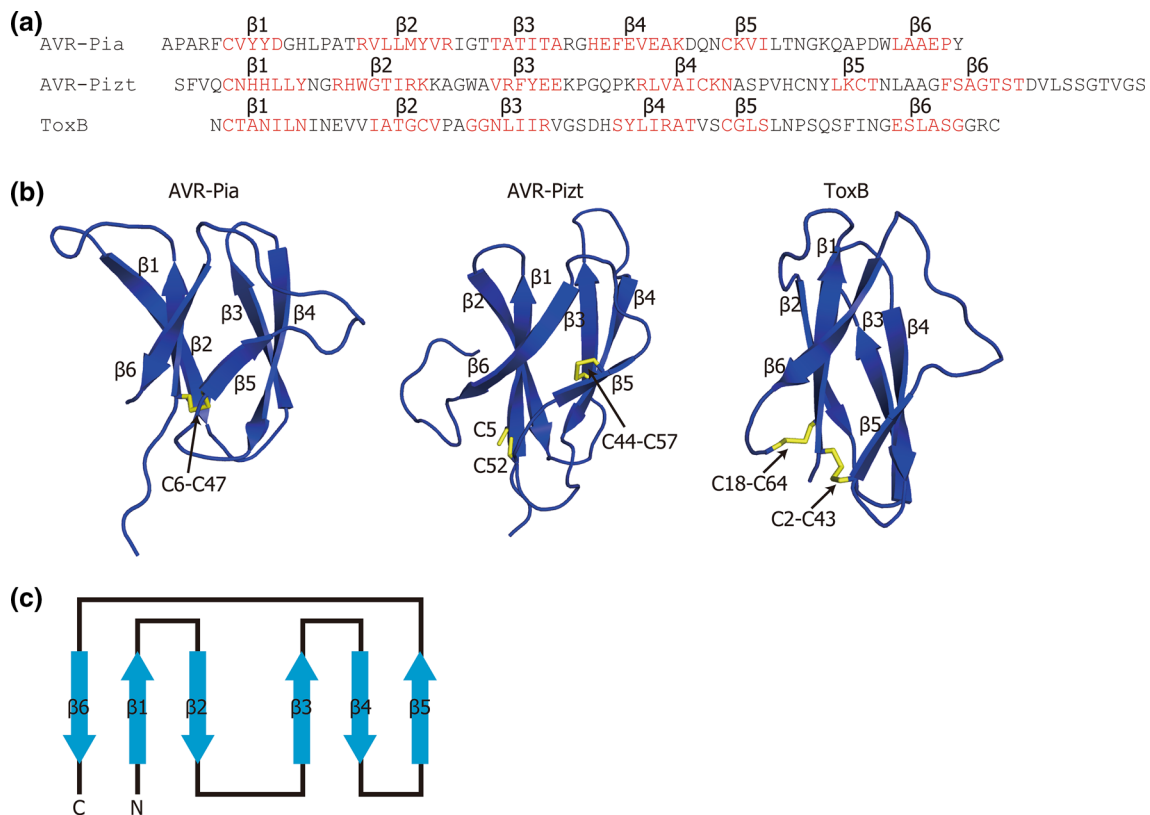 (a)
β1 β2 β3 β4 β5 β6
AVR-Pia APARFCVYYDGHLPATRVLLMYVRIGTTATITARGHEFEVEAKDQNCKVILTNGKQAPDWLAAEPY
β1 β2 β3 β4 β5 β6
AVR-Pizt SFVQCNHHLLYNGRHWGTIRKKAGWAVRFYEEKPGQPKRLVAICKNASPVHCNYLKCTNLAAGFSAGTSTDVLSSGTVGS
β1 β2 β3 β4 β5 β6
ToxB NCTANILNINEVVIATGCVPAGGNLIIRVGSDHSYLIRATVSCGLSLNPSQSFINGESLASGGRC
(b)
AVR-Pia AVR-Pizt ToxB
β1 β2 β3 β4 β5 β6
C6-C47
β1 β2 β3 β4 β5 β6
C5
C52
C44-C57
β1 β2 β3 β4 β5 β6
C18-C64
C2-C43
(c)
β6 β1 β2 β3 β4 β5
C N